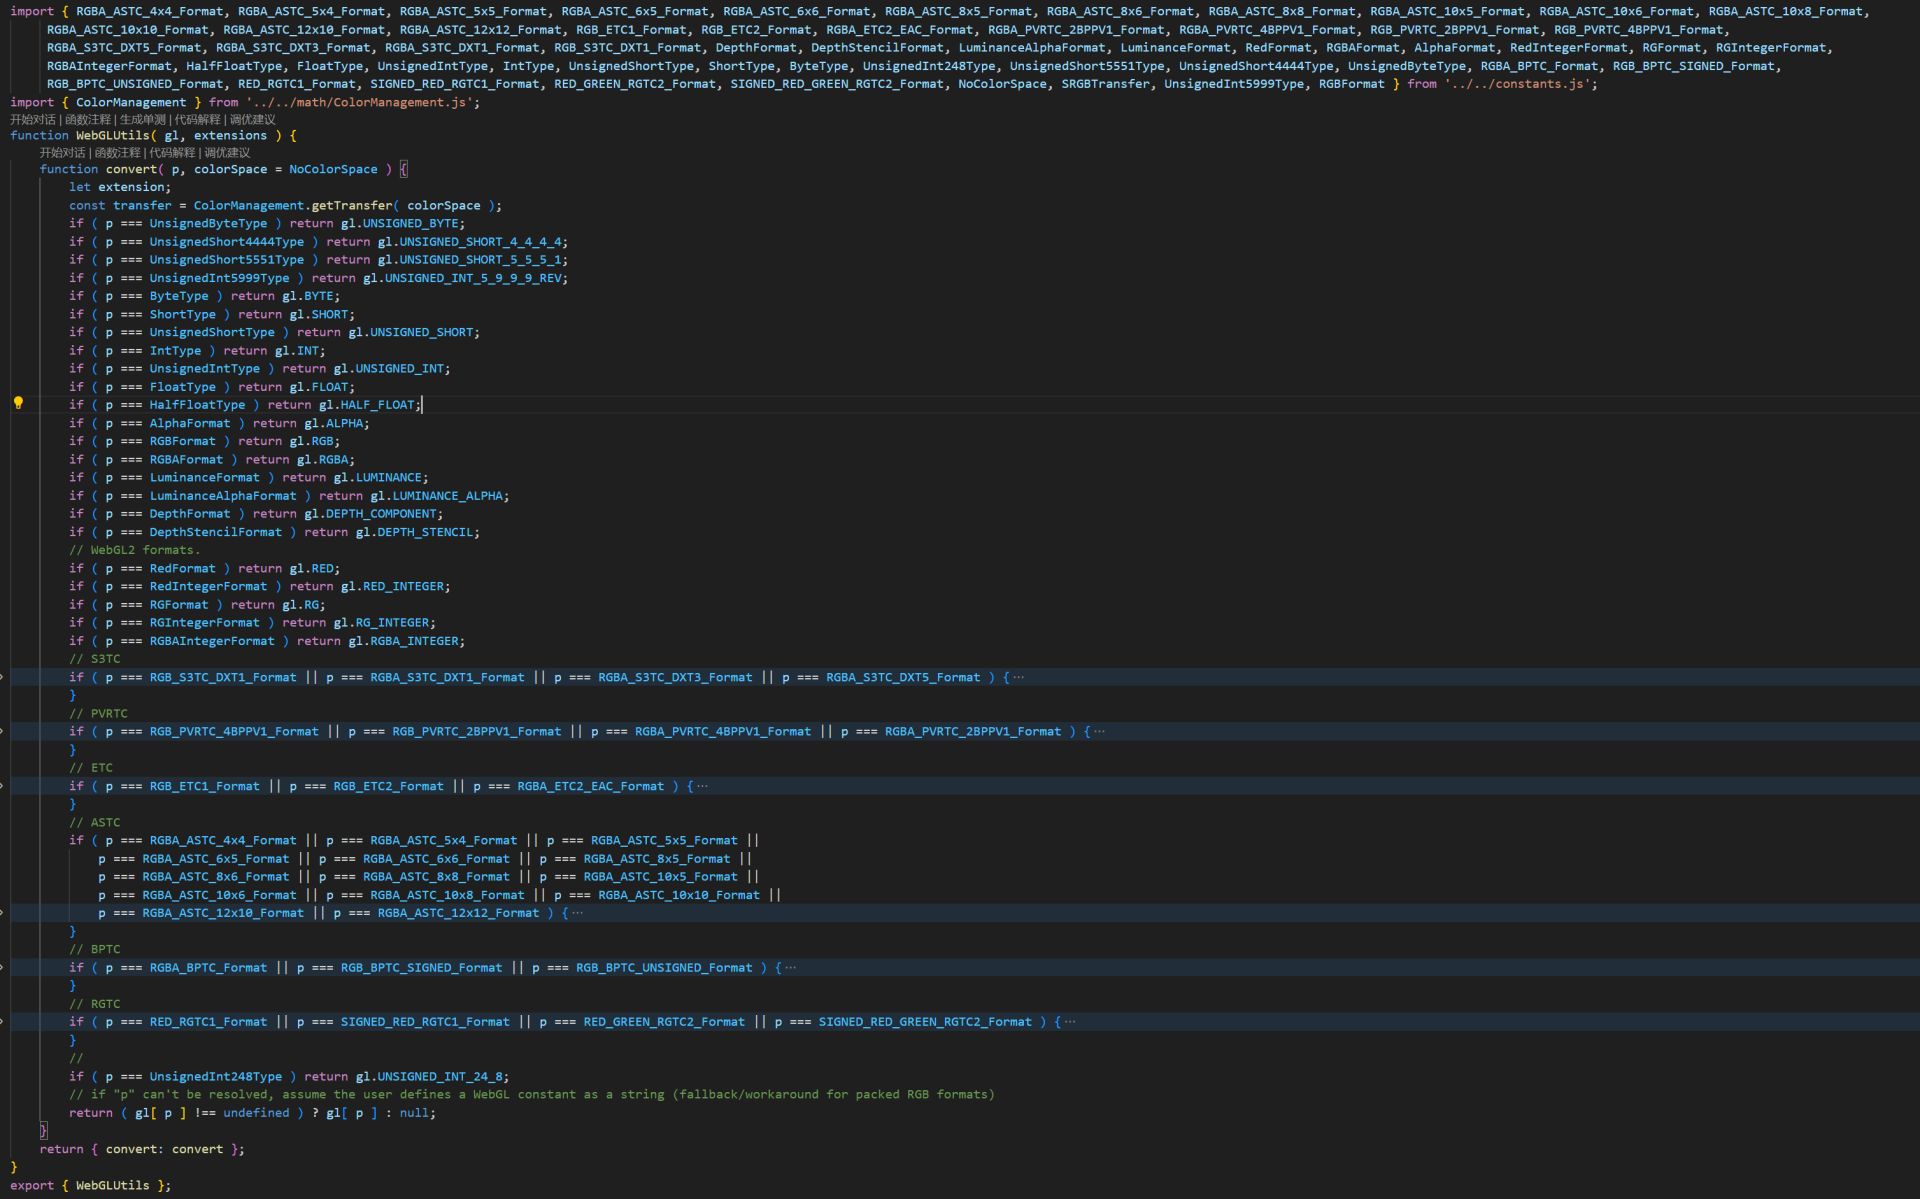 import { RGBA_ASTC_4x4_Format, RGBA_ASTC_5x4_Format, RGBA_ASTC_5x5_Format, RGBA_ASTC_6x5_Format, RGBA_ASTC_6x6_Format, RGBA_ASTC_8x5_Format, RGBA_ASTC_8x6_Format, RGBA_ASTC_8x8_Format, RGBA_ASTC_10x5_Format, RGBA_ASTC_10x6_Format, RGBA_ASTC_10x8_Format,
RGBA_ASTC_10x10_Format, RGBA_ASTC_12x10_Format, RGBA_ASTC_12x12_Format, RGB_ETC1_Format, RGB_ETC2_Format, RGBA_ETC2_EAC_Format, RGBA_PVRTC_2BPPV1_Format, RGBA_PVRTC_4BPPV1_Format, RGB_PVRTC_2BPPV1_Format, RGB_PVRTC_4BPPV1_Format,
RGBA_S3TC_DXT5_Format, RGBA_S3TC_DXT3_Format, RGBA_S3TC_DXT1_Format, RGB_S3TC_DXT1_Format, DepthFormat, DepthStencilFormat, LuminanceAlphaFormat, LuminanceFormat, RedFormat, RGBAFormat, AlphaFormat, RedIntegerFormat, RGFormat, RGIntegerFormat,
RGBAIntegerFormat, HalfFloatType, FloatType, UnsignedIntType, IntType, UnsignedShortType, ShortType, ByteType, UnsignedInt248Type, UnsignedShort5551Type, UnsignedShort4444Type, UnsignedByteType, RGBA_BPTC_Format, RGB_BPTC_SIGNED_Format,
RGB_BPTC_UNSIGNED_Format, RED_RGTC1_Format, SIGNED_RED_RGTC1_Format, RED_GREEN_RGTC2_Format, SIGNED_RED_GREEN_RGTC2_Format, NoColorSpace, SRGBTransfer, UnsignedInt5999Type, RGBFormat } from '../../constants.js';
import { ColorManagement } from '../../math/ColorManagement.js';
开始对话 | 函数注释 | 生成单测 | 代码解释 | 调优建议
function WebGLUtils( gl, extensions ) {
开始对话 | 函数注释 | 代码解释 | 调优建议
function convert( p, colorSpace = NoColorSpace ) {
let extension;
const transfer = ColorManagement.getTransfer( colorSpace );
if ( p === UnsignedByteType ) return gl.UNSIGNED_BYTE;
if ( p === UnsignedShort4444Type ) return gl.UNSIGNED_SHORT_4_4_4_4;
if ( p === UnsignedShort5551Type ) return gl.UNSIGNED_SHORT_5_5_5_1;
if ( p === UnsignedInt5999Type ) return gl.UNSIGNED_INT_5_9_9_9_REV;
if ( p === ByteType ) return gl.BYTE;
if ( p === ShortType ) return gl.SHORT;
if ( p === UnsignedShortType ) return gl.UNSIGNED_SHORT;
if ( p === IntType ) return gl.INT;
if ( p === UnsignedIntType ) return gl.UNSIGNED_INT;
if ( p === FloatType ) return gl.FLOAT;
if ( p === HalfFloatType ) return gl.HALF_FLOAT;
if ( p === AlphaFormat ) return gl.ALPHA;
if ( p === RGBFormat ) return gl.RGB;
if ( p === RGBAFormat ) return gl.RGBA;
if ( p === LuminanceFormat ) return gl.LUMINANCE;
if ( p === LuminanceAlphaFormat ) return gl.LUMINANCE_ALPHA;
if ( p === DepthFormat ) return gl.DEPTH_COMPONENT;
if ( p === DepthStencilFormat ) return gl.DEPTH_STENCIL;
// WebGL2 formats.
if ( p === RedFormat ) return gl.RED;
if ( p === RedIntegerFormat ) return gl.RED_INTEGER;
if ( p === RGFormat ) return gl.RG;
if ( p === RGIntegerFormat ) return gl.RG_INTEGER;
if ( p === RGBAIntegerFormat ) return gl.RGBA_INTEGER;
// S3TC
if ( p === RGB_S3TC_DXT1_Format || p === RGBA_S3TC_DXT1_Format || p === RGBA_S3TC_DXT3_Format || p === RGBA_S3TC_DXT5_Format ) {···
}
// PVRTC
if ( p === RGB_PVRTC_4BPPV1_Format || p === RGB_PVRTC_2BPPV1_Format || p === RGBA_PVRTC_4BPPV1_Format || p === RGBA_PVRTC_2BPPV1_Format ) {···
}
// ETC
if ( p === RGB_ETC1_Format || p === RGB_ETC2_Format || p === RGBA_ETC2_EAC_Format ) {···
}
// ASTC
if ( p === RGBA_ASTC_4x4_Format || p === RGBA_ASTC_5x4_Format || p === RGBA_ASTC_5x5_Format ||
p === RGBA_ASTC_6x5_Format || p === RGBA_ASTC_6x6_Format || p === RGBA_ASTC_8x5_Format ||
p === RGBA_ASTC_8x6_Format || p === RGBA_ASTC_8x8_Format || p === RGBA_ASTC_10x5_Format ||
p === RGBA_ASTC_10x6_Format || p === RGBA_ASTC_10x8_Format || p === RGBA_ASTC_10x10_Format ||
p === RGBA_ASTC_12x10_Format || p === RGBA_ASTC_12x12_Format ) {···
}
// BPTC
if ( p === RGBA_BPTC_Format || p === RGB_BPTC_SIGNED_Format || p === RGB_BPTC_UNSIGNED_Format ) {···
}
// RGTC
if ( p === RED_RGTC1_Format || p === SIGNED_RED_RGTC1_Format || p === RED_GREEN_RGTC2_Format || p === SIGNED_RED_GREEN_RGTC2_Format ) {···
}
//
if ( p === UnsignedInt248Type ) return gl.UNSIGNED_INT_24_8;
// if "p" can't be resolved, assume the user defines a WebGL constant as a string (fallback/workaround for packed RGB formats)
return ( gl[ p ] !== undefined ) ? gl[ p ] : null;
}
return { convert: convert };
}
export { WebGLUtils };